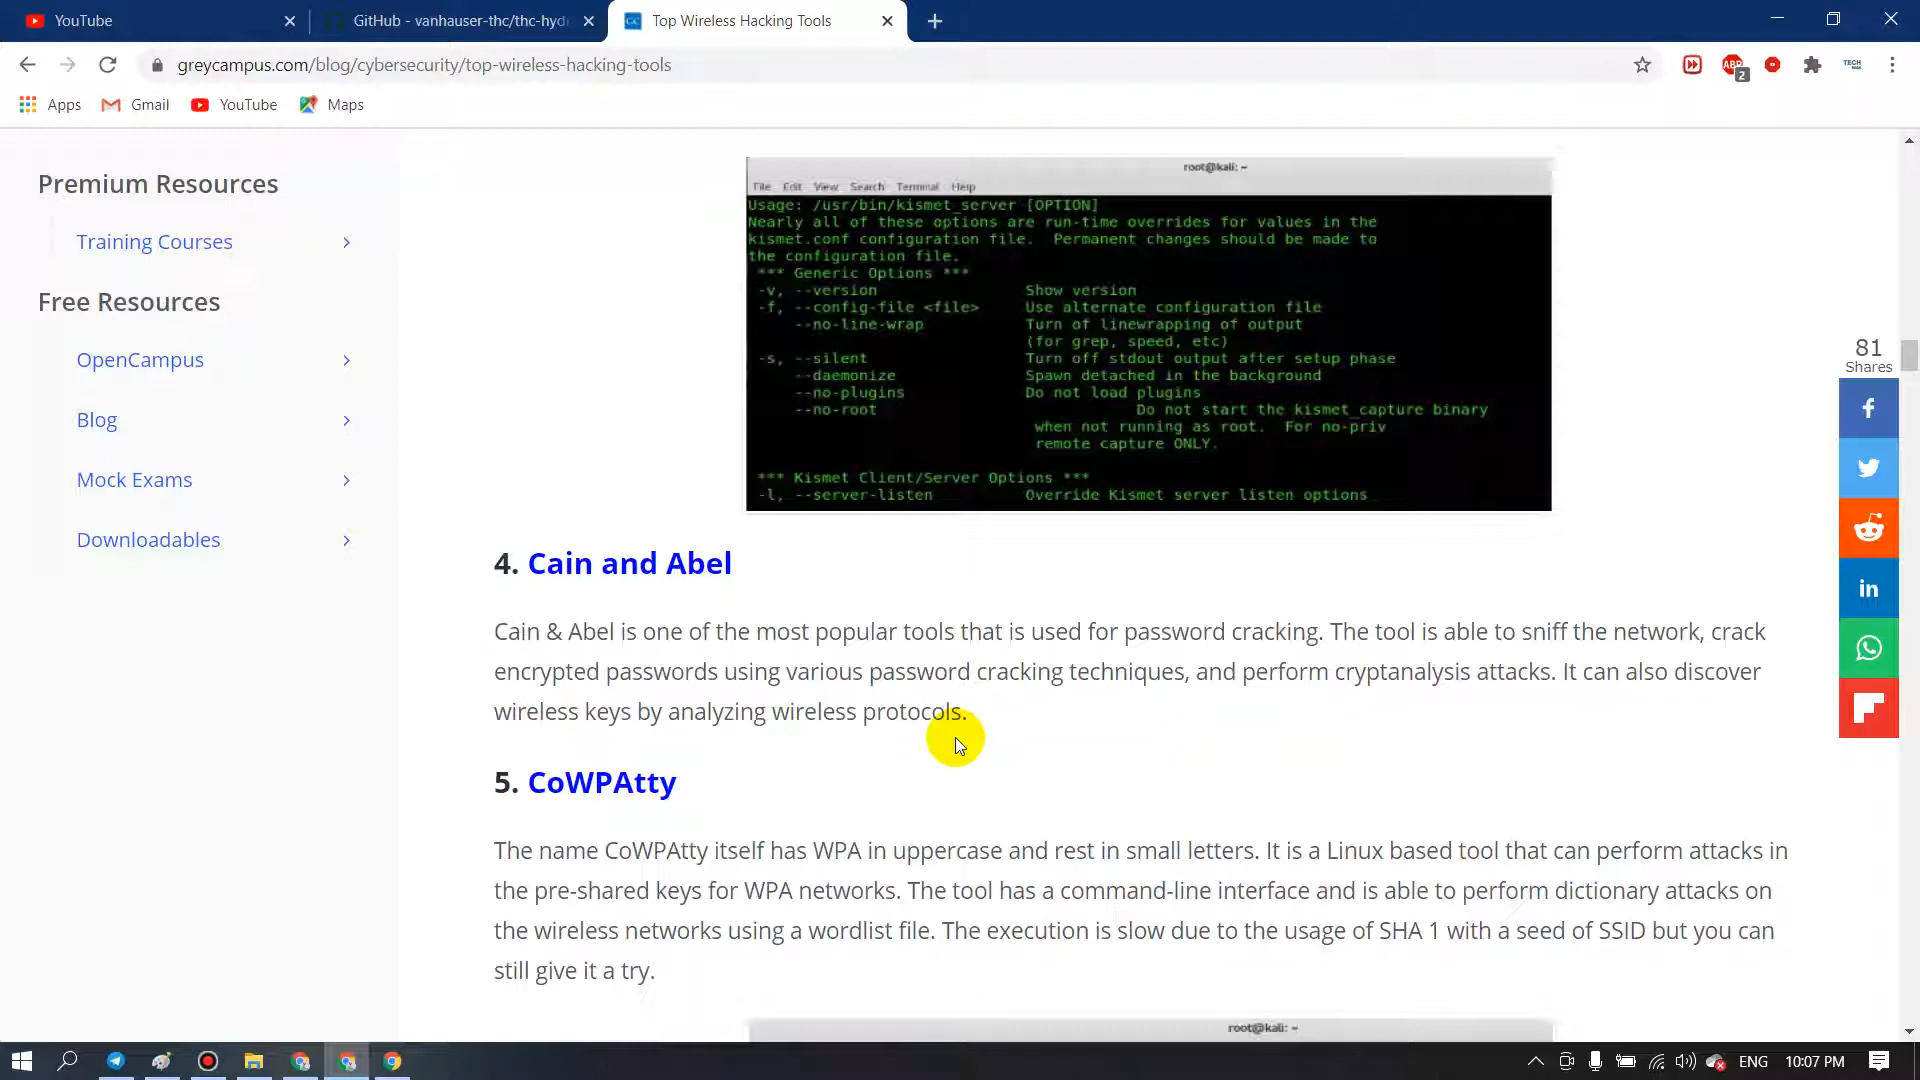 YouTube
GitHub - vanhauser-thc/thc-hydr
Top Wireless Hacking Tools
greycampus.com/blog/cybersecurity/top-wireless-hacking-tools
ABP
2
TECH
Apps
Gmail
YouTube
Maps
Premium Resources
Training Courses
Free Resources
OpenCampus
Blog
Mock Exams
Downloadables
root@kali: ~
File Edit View Search Terminal Help
Usage: /usr/bin/kismet_server [OPTION]
Nearly all of these options are run-time overrides for values in the
kismet.conf configuration file. Permanent changes should be made to
the configuration file.
*** Generic Options ***
-v, --version Show version
-f, --config-file <file> Use alternate configuration file
--no-line-wrap Turn of linewrapping of output
(for grep, speed, etc)
-s, --silent Turn off stdout output after setup phase
--daemonize Spawn detached in the background
--no-plugins Do not load plugins
--no-root Do not start the kismet_capture binary
when not running as root. For no-priv
remote capture ONLY.
*** Kismet Client/Server Options ***
-l, --server-listen Override Kismet server listen options
4. Cain and Abel
Cain & Abel is one of the most popular tools that is used for password cracking. The tool is able to sniff the network, crack
encrypted passwords using various password cracking techniques, and perform cryptanalysis attacks. It can also discover
wireless keys by analyzing wireless protocols.
5. CoWPAtty
The name CoWPAtty itself has WPA in uppercase and rest in small letters. It is a Linux based tool that can perform attacks in
the pre-shared keys for WPA networks. The tool has a command-line interface and is able to perform dictionary attacks on
the wireless networks using a wordlist file. The execution is slow due to the usage of SHA 1 with a seed of SSID but you can
still give it a try.
root@kali: ~
81
Shares
ENG
10:07 PM